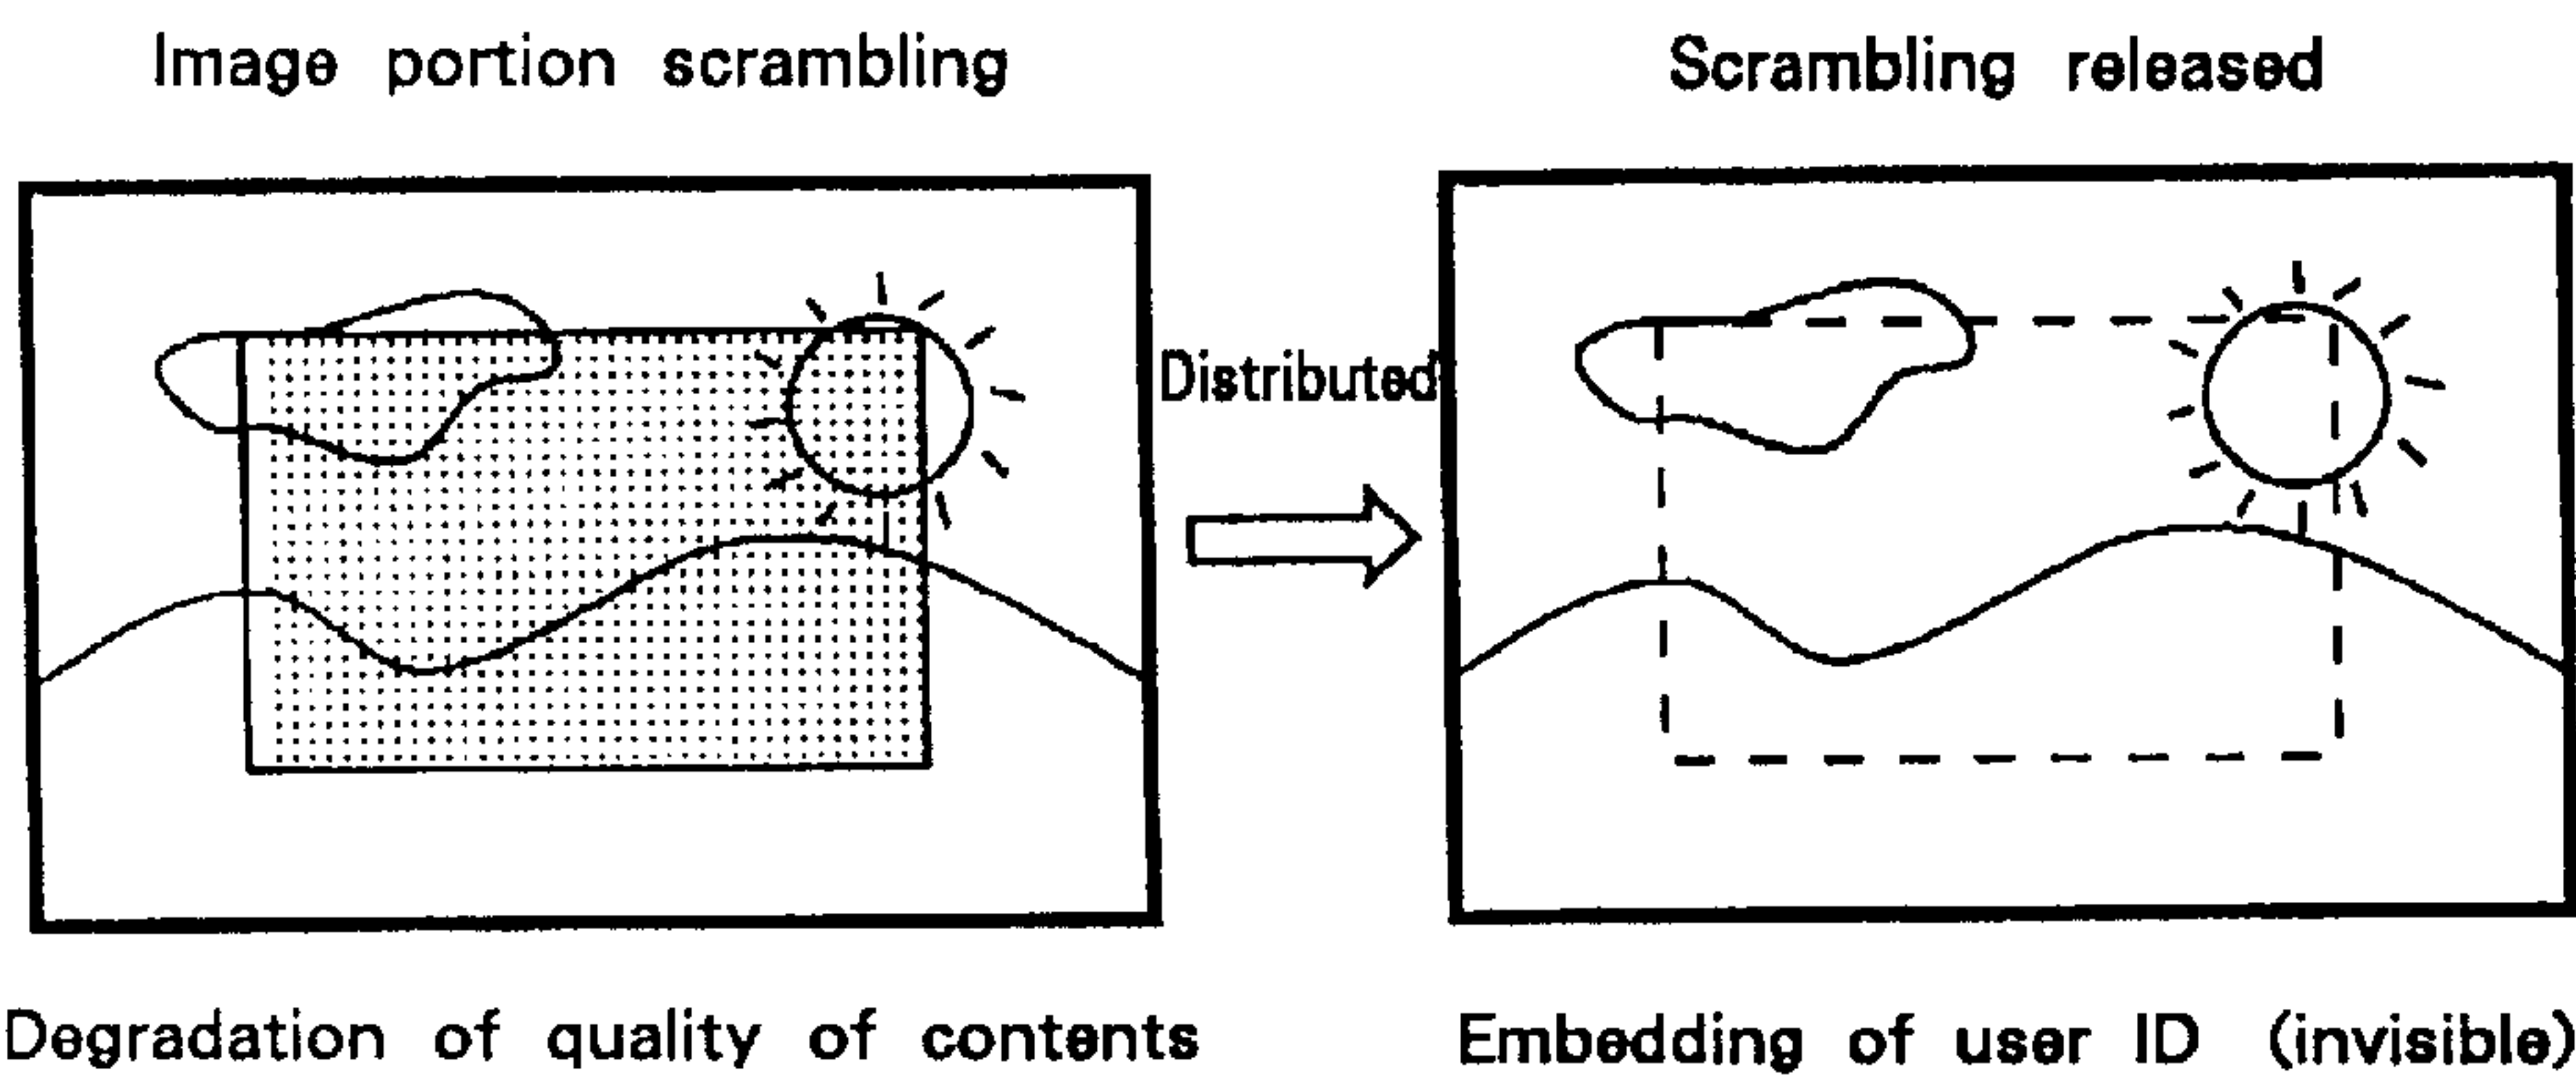 Image portion scrambling
Scrambling released
Distributed
Degradation of quality of contents
Embedding of user ID (invisible)